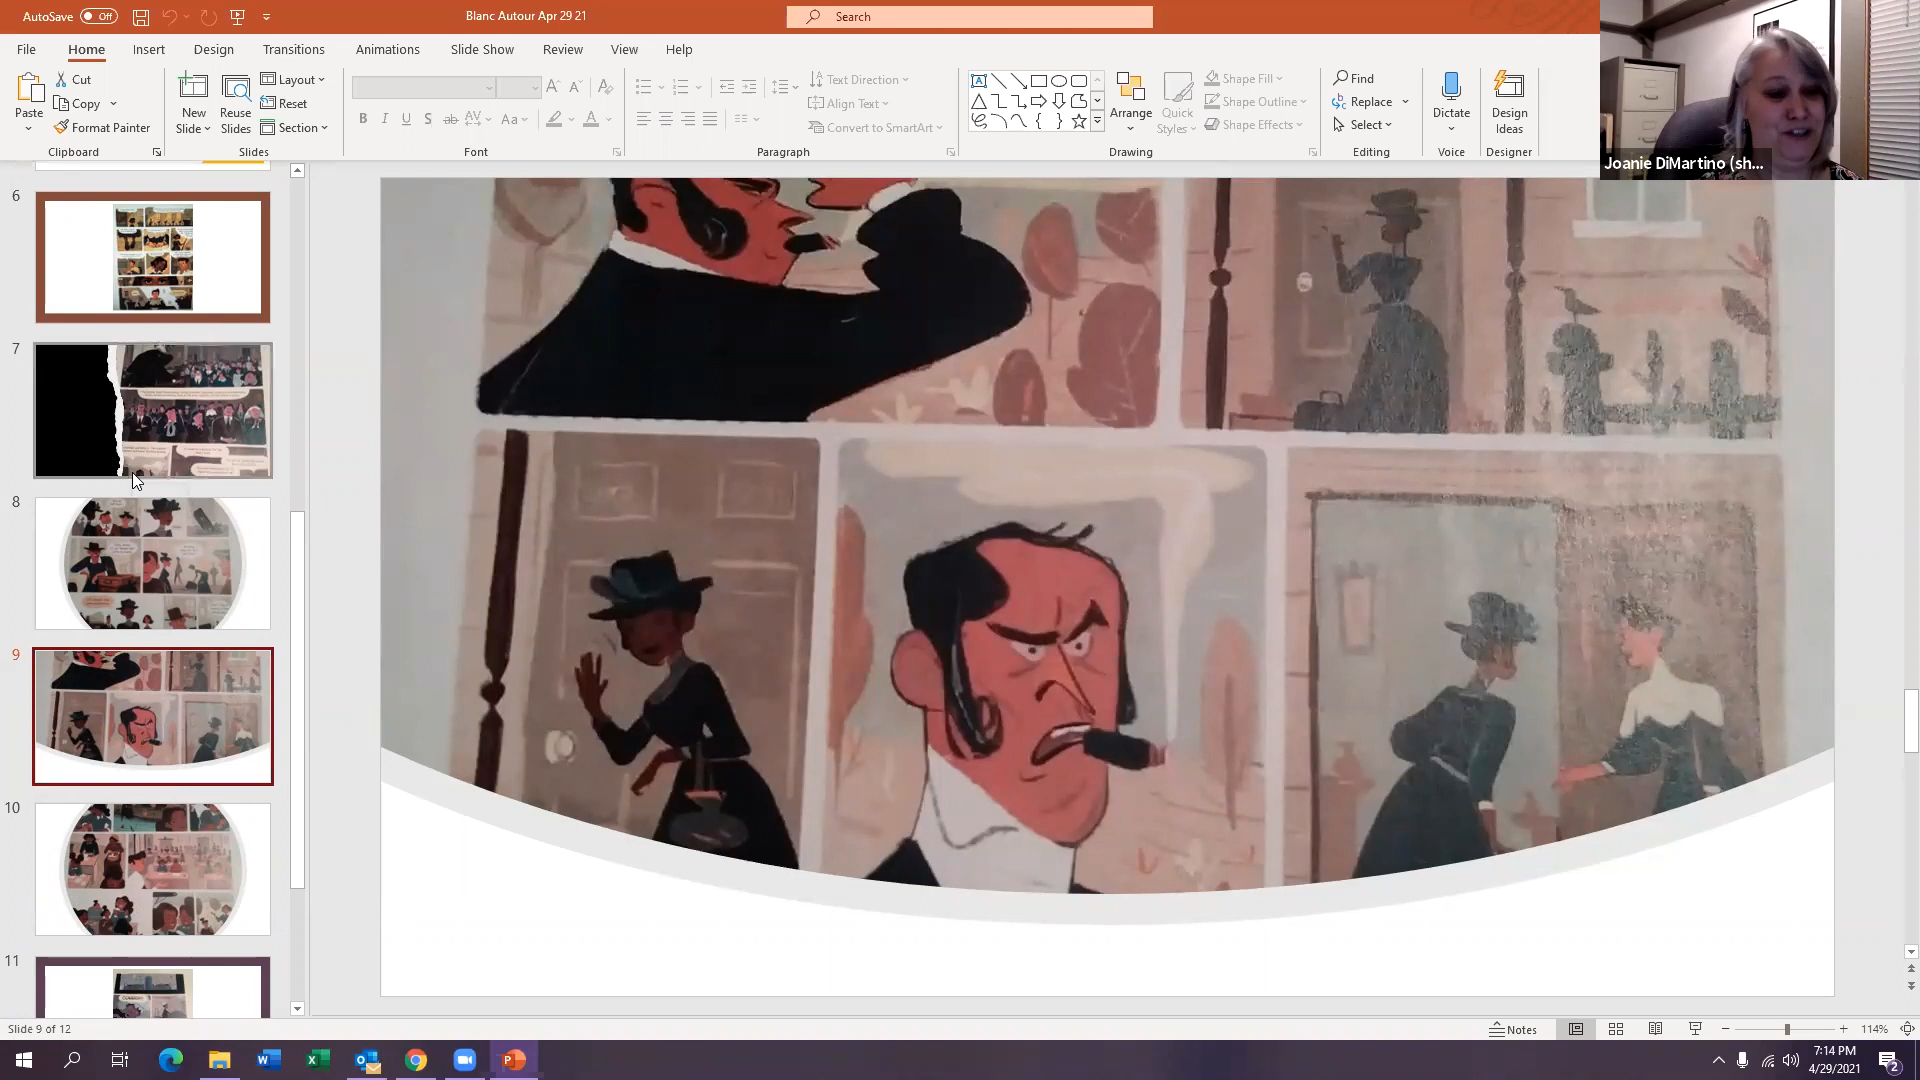 AutoSave Off
Blanc Autour Apr 29 21
Search
File Home Insert Design Transitions Animations Slide Show Review View Help
Paste
Cut
Copy
Format Painter
Clipboard
New Slide
Reuse Slides
Layout
Reset
Section
Slides
B I U S ab AV Aa A
Font
Text Direction
Align Text
Convert to SmartArt
Paragraph
Arrange
Quick Styles
Shape Fill
Shape Outline
Shape Effects
Drawing
Find
Replace
Select
Editing
Dictate
Voice
Design Ideas
Designer
Joanie DiMartino (sh...
6
7
8
9
10
11
Slide 9 of 12
Notes
114%
7:14 PM
4/29/2021
2